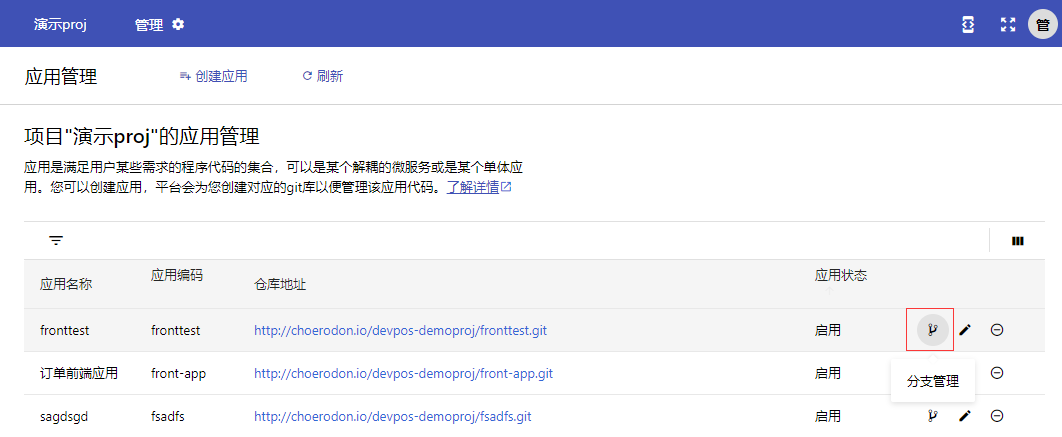 演示proj 管理 管
应用管理 创建应用 刷新
项目"演示proj"的应用管理
应用是满足用户某些需求的程序代码的集合，可以是某个解耦的微服务或是某个单体应
用。您可以创建应用，平台会为您创建对应的git库以便管理该应用代码。了解详情
应用名称 应用编码 仓库地址 应用状态
fronttest fronttest http://choerodon.io/devpos-demoproj/fronttest.git 启用
订单前端应用 front-app http://choerodon.io/devpos-demoproj/front-app.git 启用
分支管理
sagdsgd fsadfs http://choerodon.io/devpos-demoproj/fsadfs.git 启用